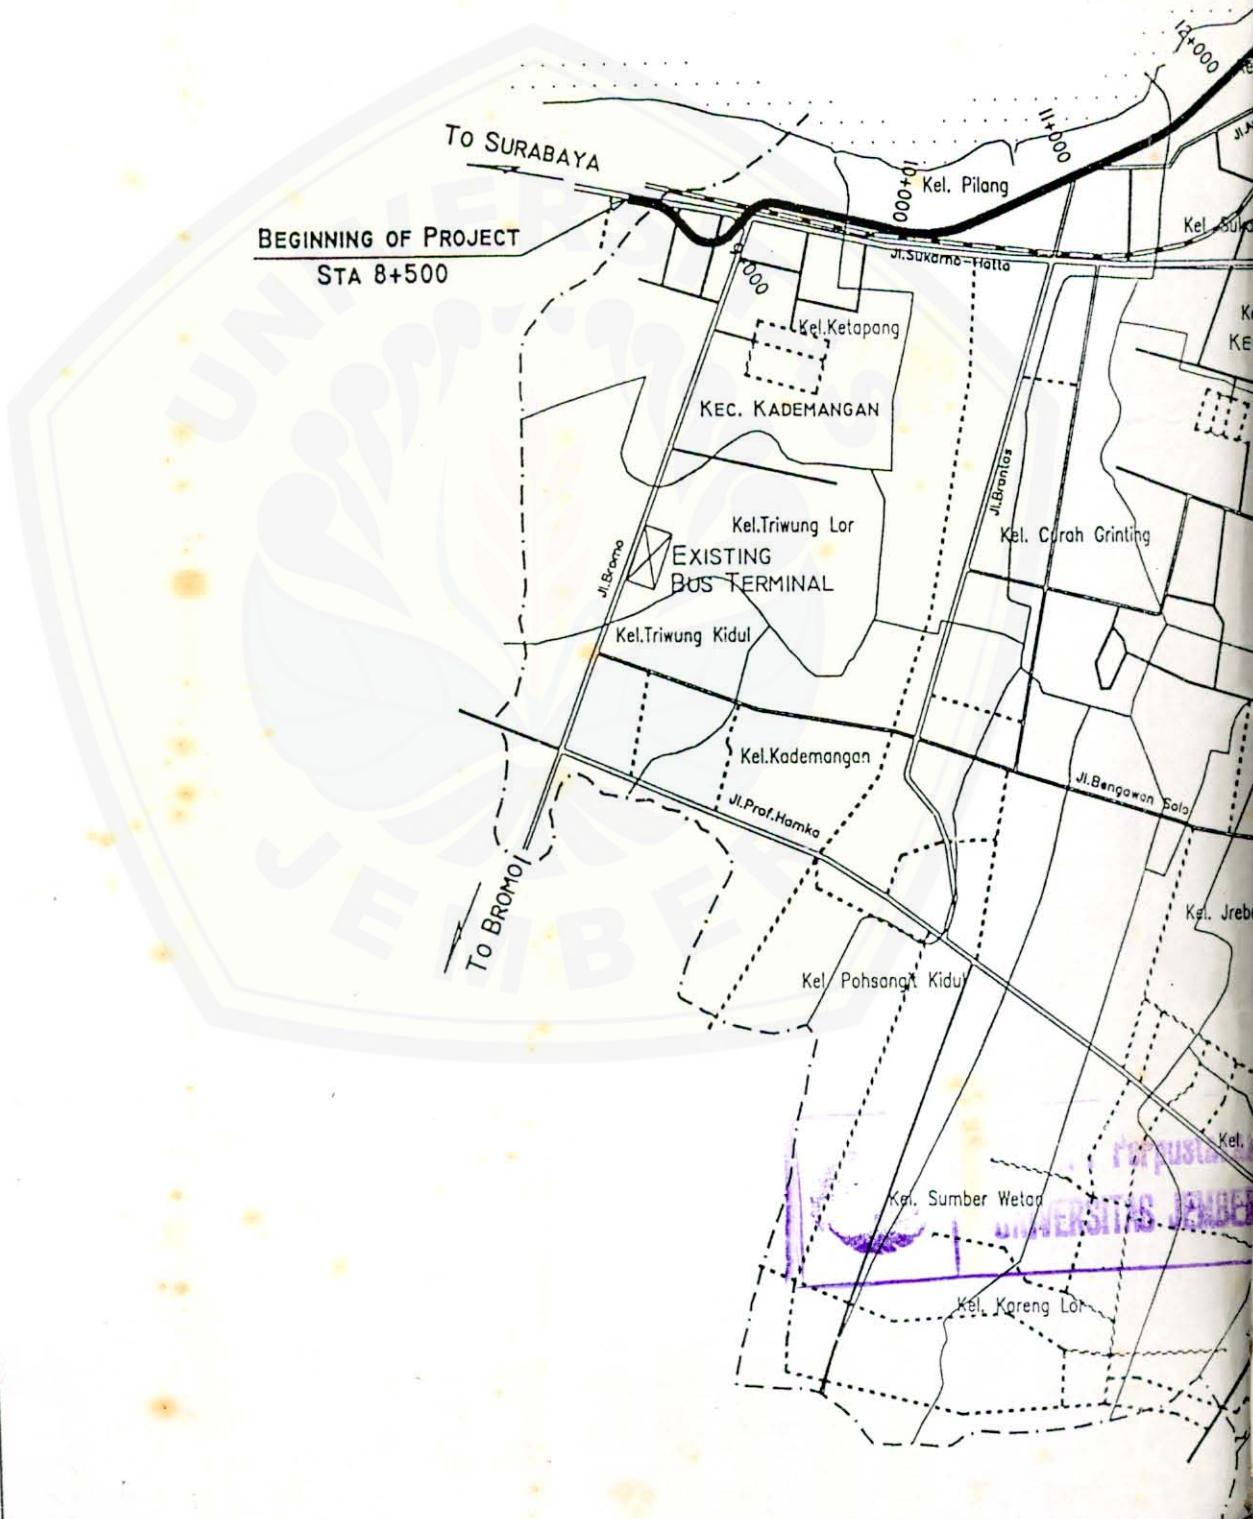 12+000
11+000
To SURABAYA
10+000
Kel. Pilang
BEGINNING OF PROJECT
STA 8+500
Jl.Sukarno-Hatta
Kel.Ketapang
KEC. KADEMANGAN
Jl.Brantas
Kel.Triwung Lor
Kel. Curah Grinting
EXISTING
BUS TERMINAL
Jl.Bromo
Kel.Triwung Kidul
Kel.Kademangan
Jl.Bengawan Solo
Jl.Prof.Hamka
To BROMO
Kel. Pohsangit Kidul
Kel. Sumber Wetan
UNIVERSITAS JEMBER
Kel. Kareng Lor
UNIVERSITAS
JEMBER